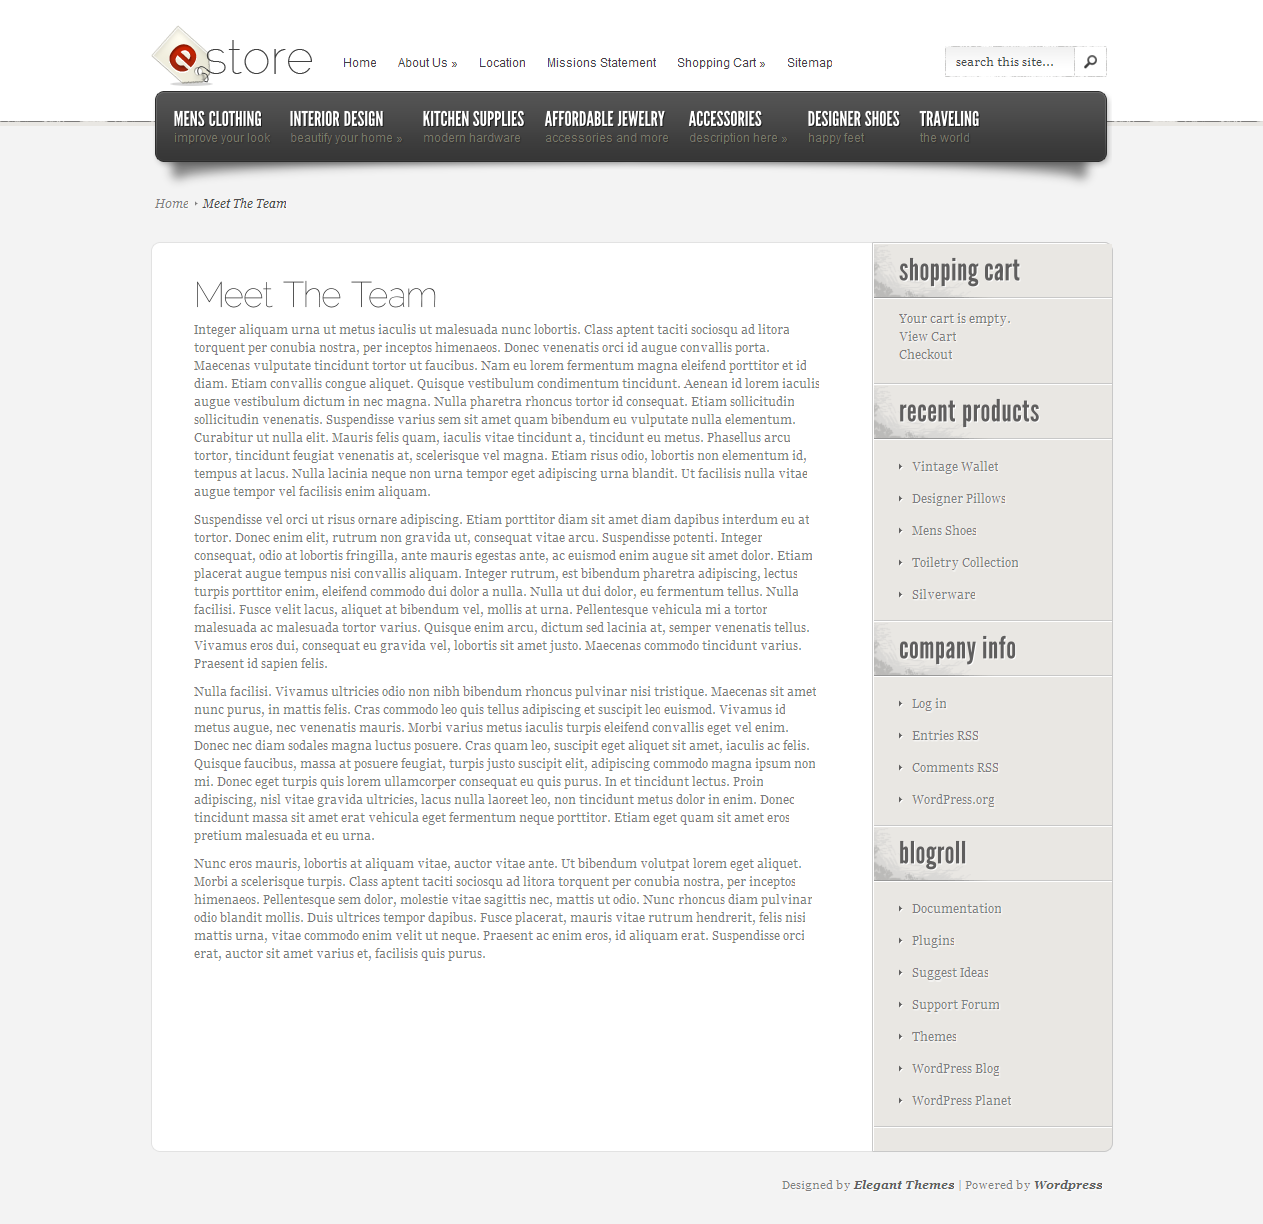 estore
Home About Us » Location Missions Statement Shopping Cart » Sitemap
search this site...
MENS CLOTHING INTERIOR DESIGN KITCHEN SUPPLIES AFFORDABLE JEWELRY ACCESSORIES DESIGNER SHOES TRAVELING
improve your look beautify your home » modern hardware accessories and more description here » happy feet the world
Home Meet The Team
Meet The Team
Integer aliquam urna ut metus iaculis ut malesuada nunc lobortis. Class aptent taciti sociosqu ad litora
torquent per conubia nostra, per inceptos himenaeos. Donec venenatis orci id augue convallis porta.
Maecenas vulputate tincidunt tortor ut faucibus. Nam eu lorem fermentum magna eleifend porttitor et id
diam. Etiam convallis congue aliquet. Quisque vestibulum condimentum tincidunt. Aenean id lorem iaculis
augue vestibulum dictum in nec magna. Nulla pharetra rhoncus tortor id consequat. Etiam sollicitudin
sollicitudin venenatis. Suspendisse varius sem sit amet quam bibendum eu vulputate nulla elementum.
Curabitur ut nulla elit. Mauris felis quam, iaculis vitae tincidunt a, tincidunt eu metus. Phasellus arcu
tortor, tincidunt feugiat venenatis at, scelerisque vel magna. Etiam risus odio, lobortis non elementum id,
tempus at lacus. Nulla lacinia neque non urna tempor eget adipiscing urna blandit. Ut facilisis nulla vitae
augue tempor vel facilisis enim aliquam.
Suspendisse vel orci ut risus ornare adipiscing. Etiam porttitor diam sit amet diam dapibus interdum eu at
tortor. Donec enim elit, rutrum non gravida ut, consequat vitae arcu. Suspendisse potenti. Integer
consequat, odio at lobortis fringilla, ante mauris egestas ante, ac euismod enim augue sit amet dolor. Etiam
placerat augue tempus nisi convallis aliquam. Integer rutrum, est bibendum pharetra adipiscing, lectus
turpis porttitor enim, eleifend commodo dui dolor a nulla. Nulla ut dui dolor, eu fermentum tellus. Nulla
facilisi. Fusce velit lacus, aliquet at bibendum vel, mollis at urna. Pellentesque vehicula mi a tortor
malesuada ac malesuada tortor varius. Quisque enim arcu, dictum sed lacinia at, semper venenatis tellus.
Vivamus eros dui, consequat eu gravida vel, lobortis sit amet justo. Maecenas commodo tincidunt varius.
Praesent id sapien felis.
Nulla facilisi. Vivamus ultricies odio non nibh bibendum rhoncus pulvinar nisi tristique. Maecenas sit amet
nunc purus, in mattis felis. Cras commodo leo quis tellus adipiscing et suscipit leo euismod. Vivamus id
metus augue, nec venenatis mauris. Morbi varius metus iaculis turpis eleifend convallis eget vel enim.
Donec nec diam sodales magna luctus posuere. Cras quam leo, suscipit eget aliquet sit amet, iaculis ac felis.
Quisque faucibus, massa at posuere feugiat, turpis justo suscipit elit, adipiscing commodo magna ipsum non
mi. Donec eget turpis quis lorem ullamcorper consequat eu quis purus. In et tincidunt lectus. Proin
adipiscing, nisl vitae gravida ultricies, lacus nulla laoreet leo, non tincidunt metus dolor in enim. Donec
tincidunt massa sit amet erat vehicula eget fermentum neque porttitor. Etiam eget quam sit amet eros
pretium malesuada et eu urna.
Nunc eros mauris, lobortis at aliquam vitae, auctor vitae ante. Ut bibendum volutpat lorem eget aliquet.
Morbi a scelerisque turpis. Class aptent taciti sociosqu ad litora torquent per conubia nostra, per inceptos
himenaeos. Pellentesque sem dolor, molestie vitae sagittis nec, mattis ut odio. Nunc rhoncus diam pulvinar
odio blandit mollis. Duis ultrices tempor dapibus. Fusce placerat, mauris vitae rutrum hendrerit, felis nisi
mattis urna, vitae commodo enim velit ut neque. Praesent ac enim eros, id aliquam erat. Suspendisse orci
erat, auctor sit amet varius et, facilisis quis purus.
shopping cart
Your cart is empty.
View Cart
Checkout
recent products
Vintage Wallet
Designer Pillows
Mens Shoes
Toiletry Collection
Silverware
company info
Log in
Entries RSS
Comments RSS
WordPress.org
blogroll
Documentation
Plugins
Suggest Ideas
Support Forum
Themes
WordPress Blog
WordPress Planet
Designed by Elegant Themes | Powered by Wordpress